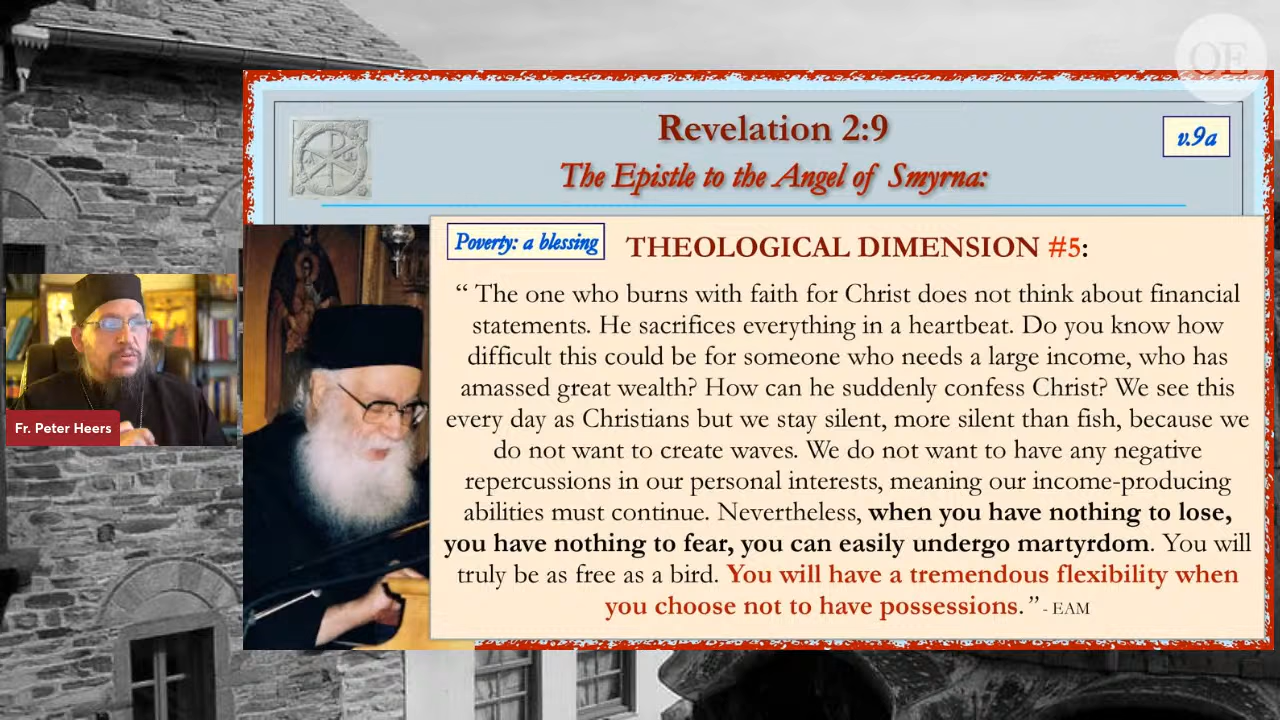 OE
Revelation 2:9
v.9a
The Epistle to the Angel of Smyrna:
Poverty: a blessing
THEOLOGICAL DIMENSION #5:
“ The one who burns with faith for Christ does not think about financial
statements. He sacrifices everything in a heartbeat. Do you know how
difficult this could be for someone who needs a large income, who has
amassed great wealth? How can he suddenly confess Christ? We see this
every day as Christians but we stay silent, more silent than fish, because we
do not want to create waves. We do not want to have any negative
repercussions in our personal interests, meaning our income-producing
abilities must continue. Nevertheless, when you have nothing to lose,
you have nothing to fear, you can easily undergo martyrdom. You will
truly be as free as a bird. You will have a tremendous flexibility when
you choose not to have possessions.” - EAM
Fr. Peter Heers